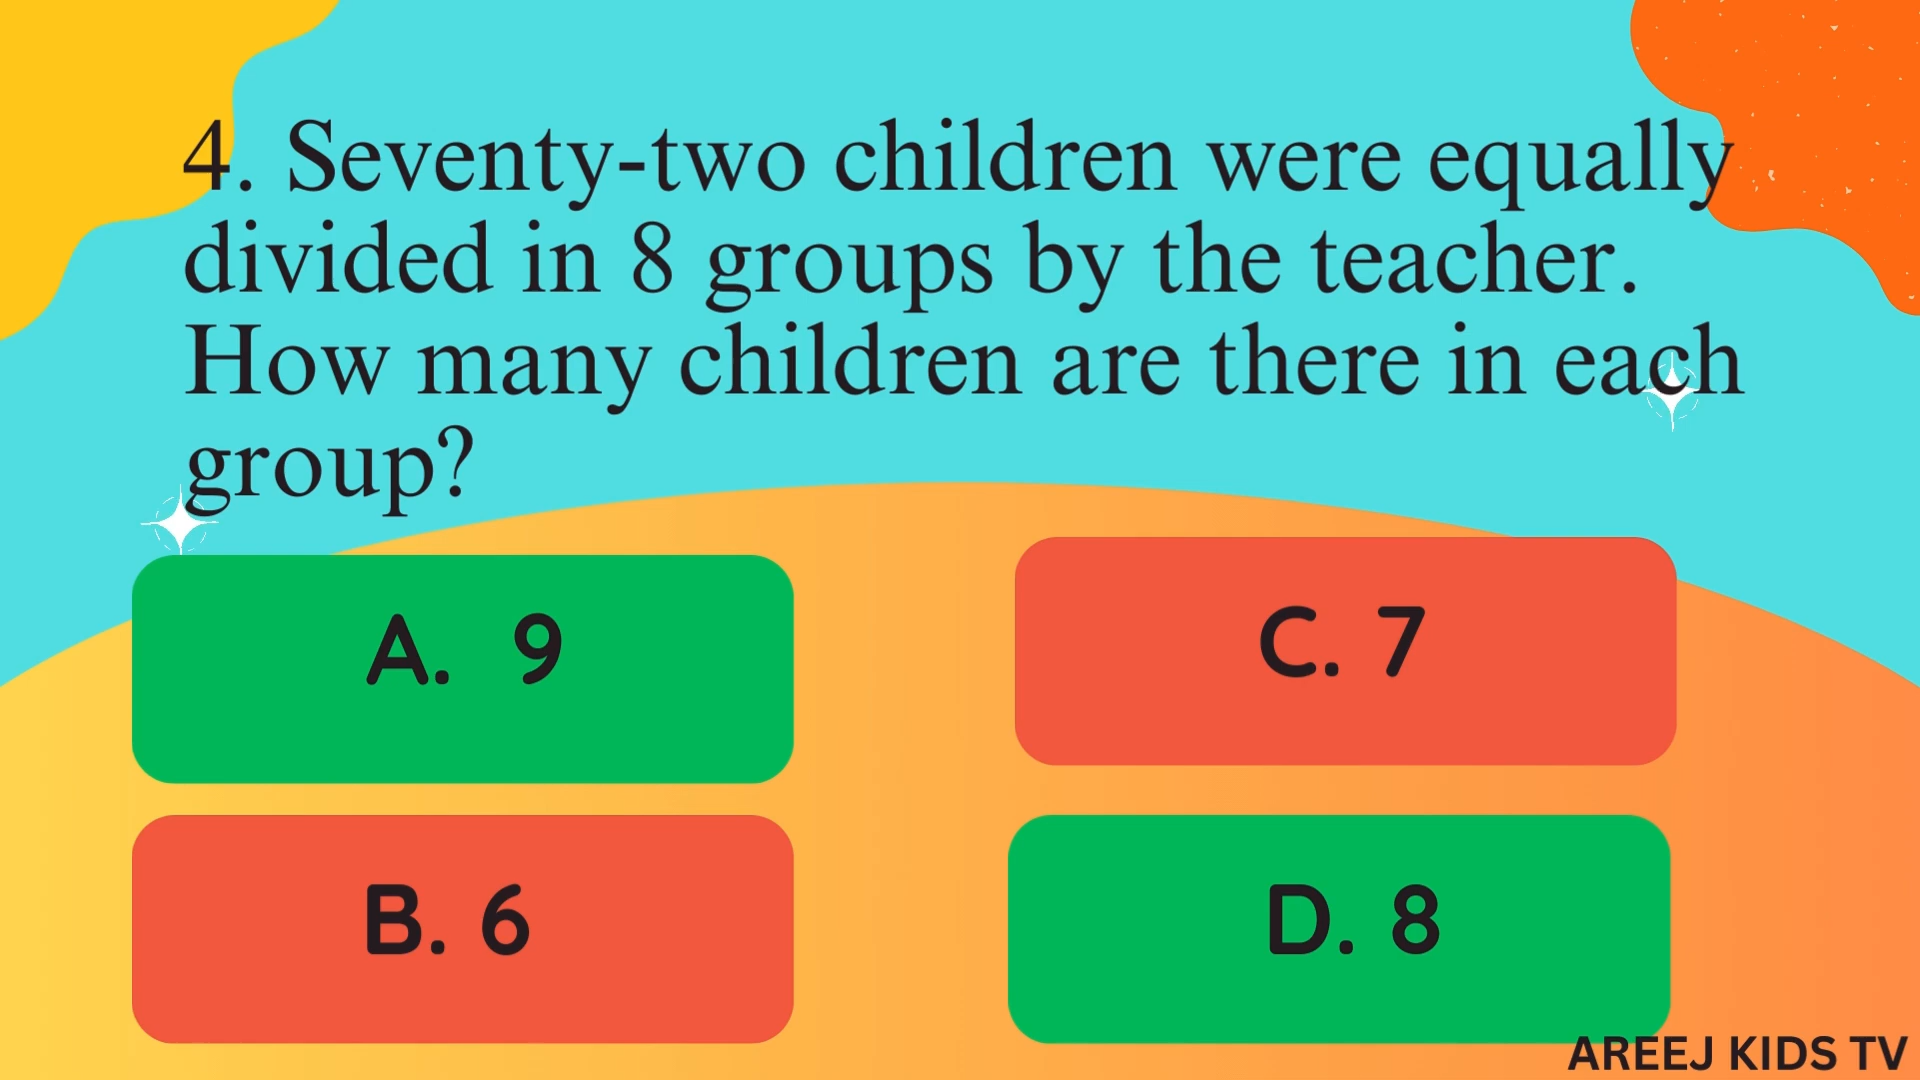 4. Seventy-two children were equally
divided in 8 groups by the teacher.
How many children are there in each
group?
A. 9
C. 7
B. 6
D. 8
AREEJ KIDS TV